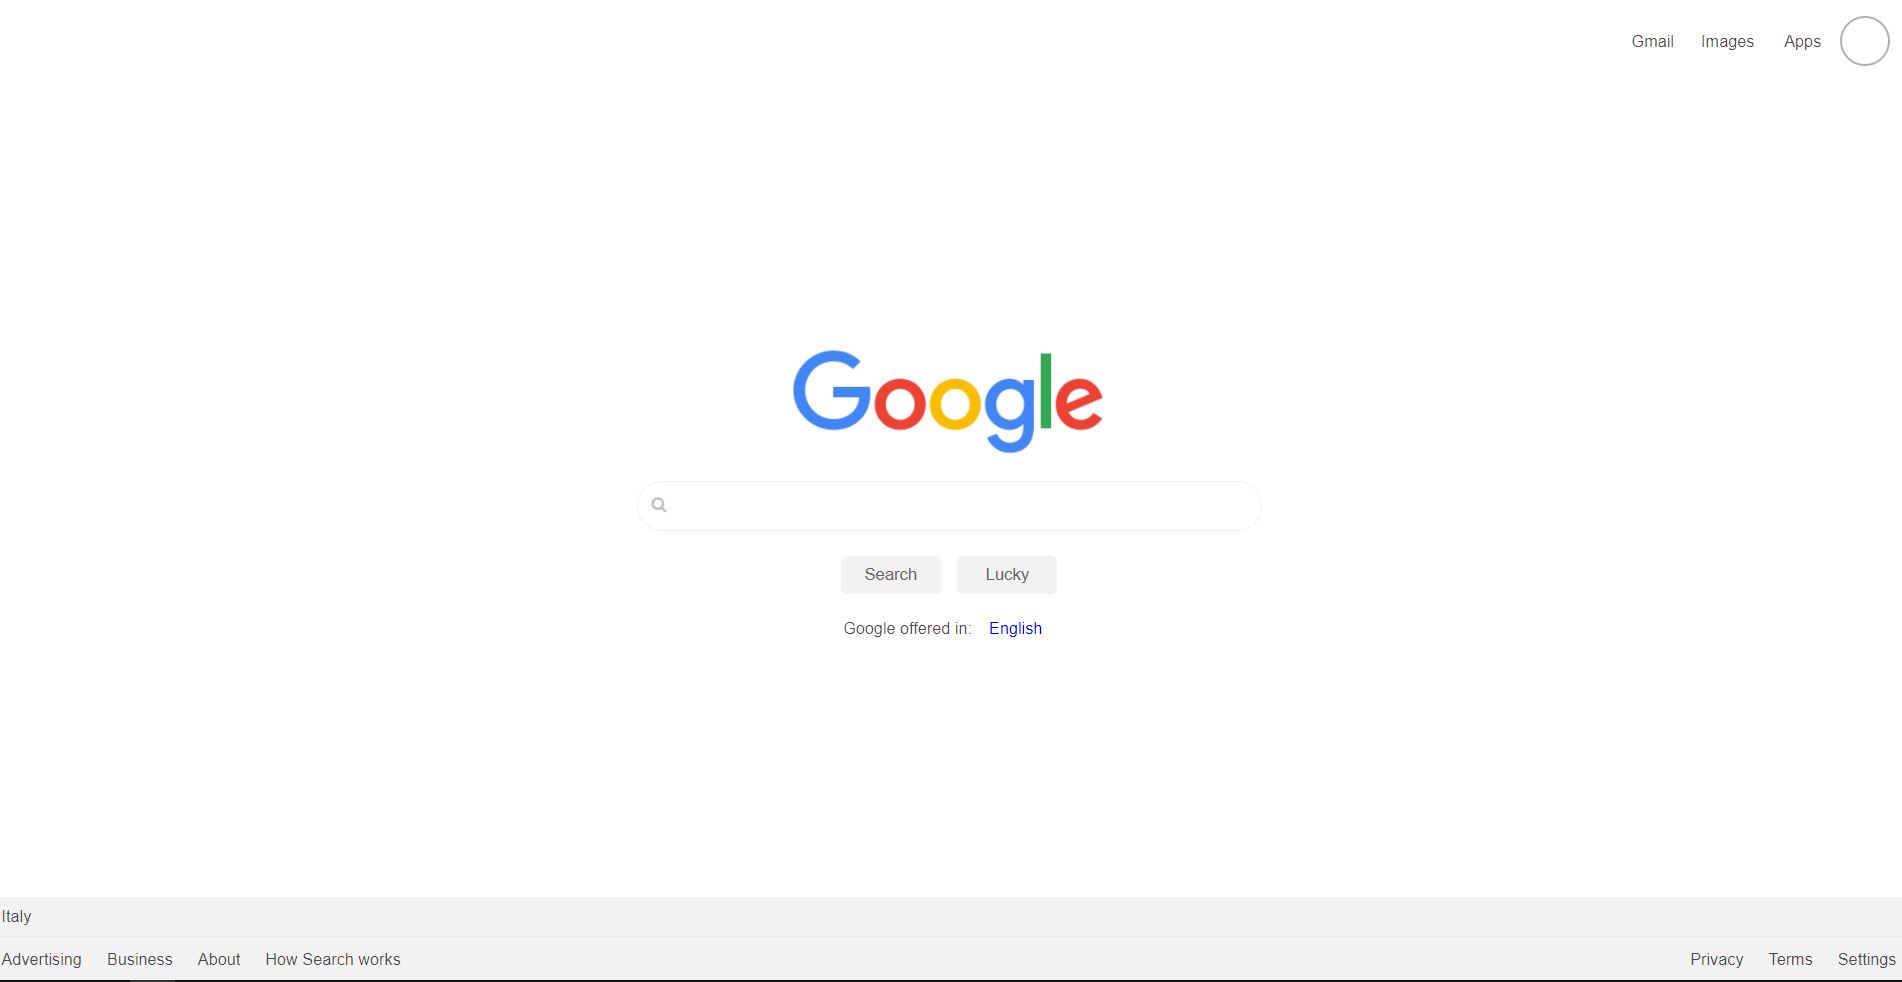 Gmail Images Apps
Google
Search Lucky
Google offered in: English
Italy
Advertising Business About How Search works Privacy Terms Settings